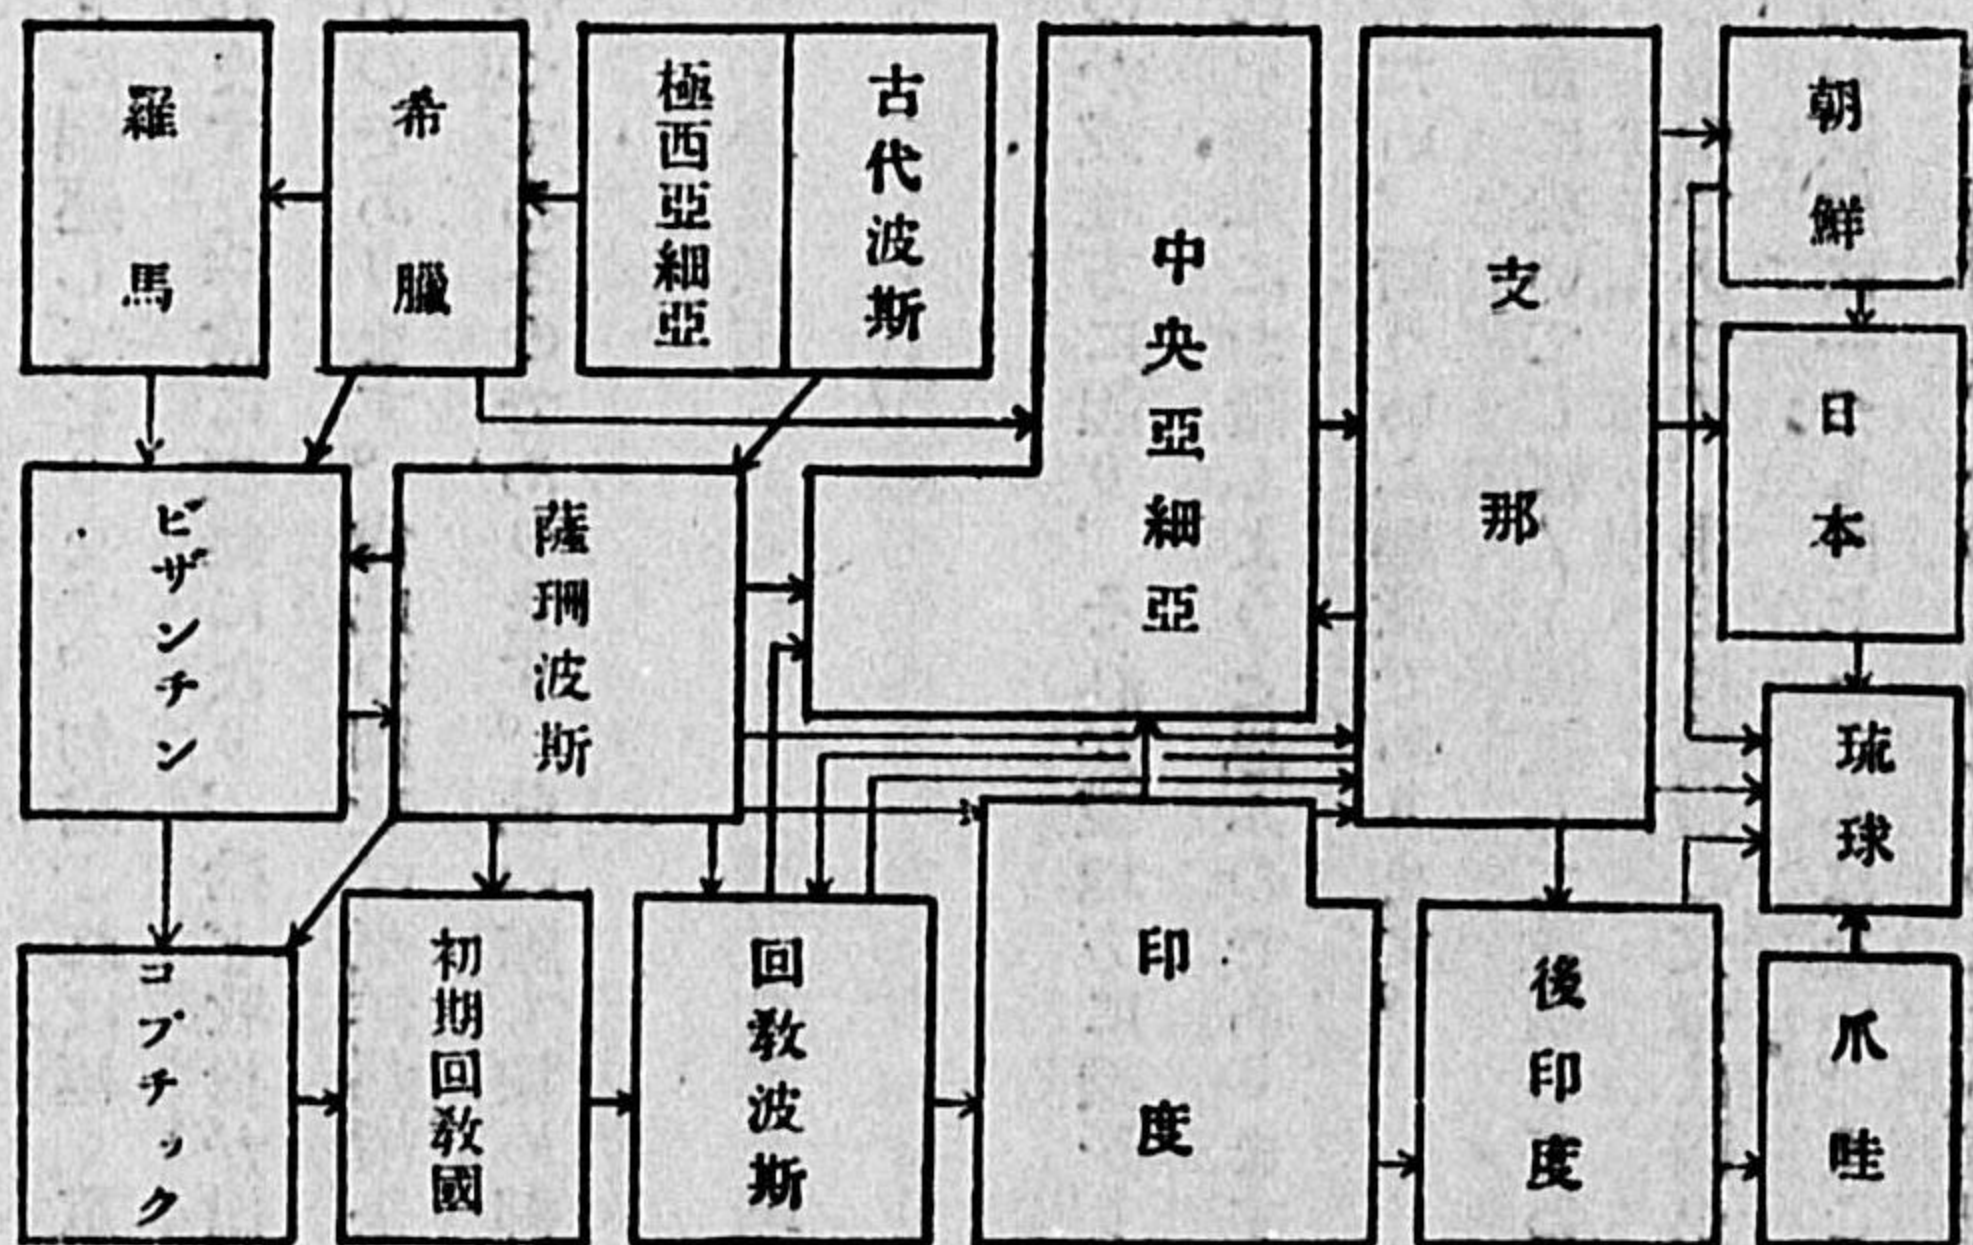 羅馬
希臘
極西亞細亞
古代波斯
中央亞細亞
支那
朝鮮
日本
琉球
ビザンチン
薩珊波斯
コプチック
初期回教國
回教波斯
印度
後印度
爪哇